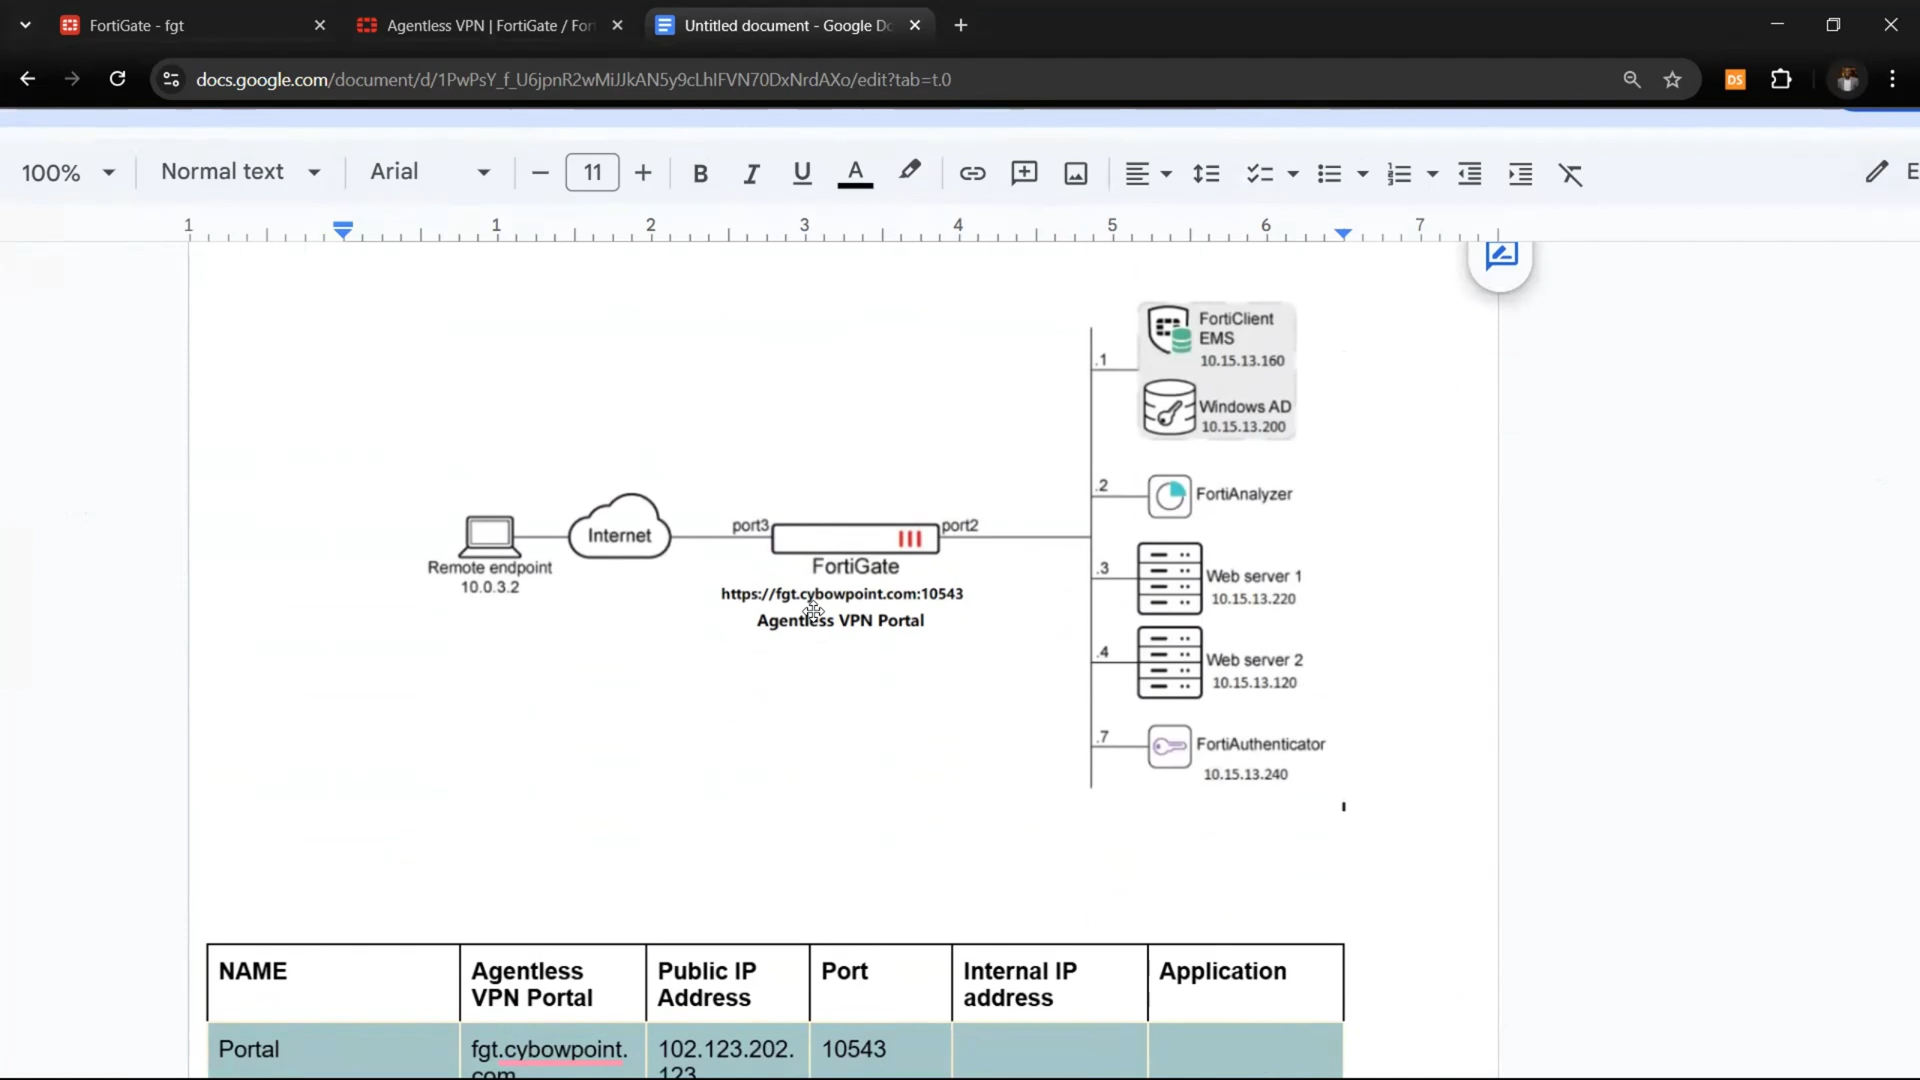 FortiGate - fgt
Agentless VPN | FortiGate / For
Untitled document - Google Do
docs.google.com/document/d/1PwPsY_f_U6jpnR2wMiJJkAN5y9cLhIFVN70DxNrdAXo/edit?tab=t.0
DS
100%
Normal text
Arial
11
B
I
U
A
E
1
1
2
3
4
5
6
7
FortiClient
EMS
10.15.13.160
.1
Windows AD
10.15.13.200
.2
FortiAnalyzer
Internet
port3
port2
Remote endpoint
10.0.3.2
FortiGate
https://fgt.cybowpoint.com:10543
Agentless VPN Portal
.3
Web server 1
10.15.13.220
.4
Web server 2
10.15.13.120
.7
FortiAuthenticator
10.15.13.240
NAME
Agentless
VPN Portal
Public IP
Address
Port
Internal IP
address
Application
Portal
fgt.cybowpoint.
com
102.123.202.
123
10543